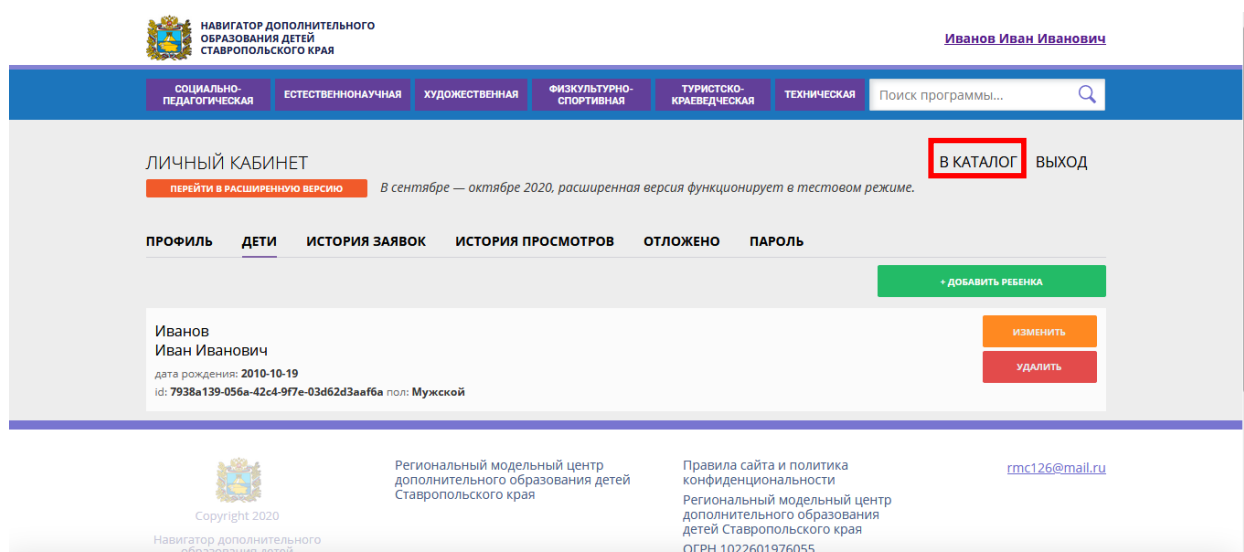 НАВИГАТОР ДОПОЛНИТЕЛЬНОГО
ОБРАЗОВАНИЯ ДЕТЕЙ
СТАВРОПОЛЬСКОГО КРАЯ
Иванов Иван Иванович
СОЦИАЛЬНО-
ПЕДАГОГИЧЕСКАЯ
ЕСТЕСТВЕННОНАУЧНАЯ
ХУДОЖЕСТВЕННАЯ
ФИЗКУЛЬТУРНО-
СПОРТИВНАЯ
ТУРИСТСКО-
КРАЕВЕДЧЕСКАЯ
ТЕХНИЧЕСКАЯ
Поиск программы...
ЛИЧНЫЙ КАБИНЕТ
В КАТАЛОГ ВЫХОД
ПЕРЕЙТИ В РАСШИРЕННУЮ ВЕРСИЮ
В сентябре — октябре 2020, расширенная версия функционирует в тестовом режиме.
ПРОФИЛЬ ДЕТИ ИСТОРИЯ ЗАЯВОК ИСТОРИЯ ПРОСМОТРОВ ОТЛОЖЕНО ПАРОЛЬ
+ ДОБАВИТЬ РЕБЕНКА
Иванов
Иван Иванович
дата рождения: 2010-10-19
id: 7938a139-056a-42c4-9f7e-03d62d3aaf6a пол: Мужской
ИЗМЕНИТЬ
УДАЛИТЬ
Copyright 2020
Навигатор дополнительного
образования детей
Региональный модельный центр
дополнительного образования детей
Ставропольского края
Правила сайта и политика
конфиденциональности
Региональный модельный центр
дополнительного образования
детей Ставропольского края
ОГРН 1022601976055
rmc126@mail.ru